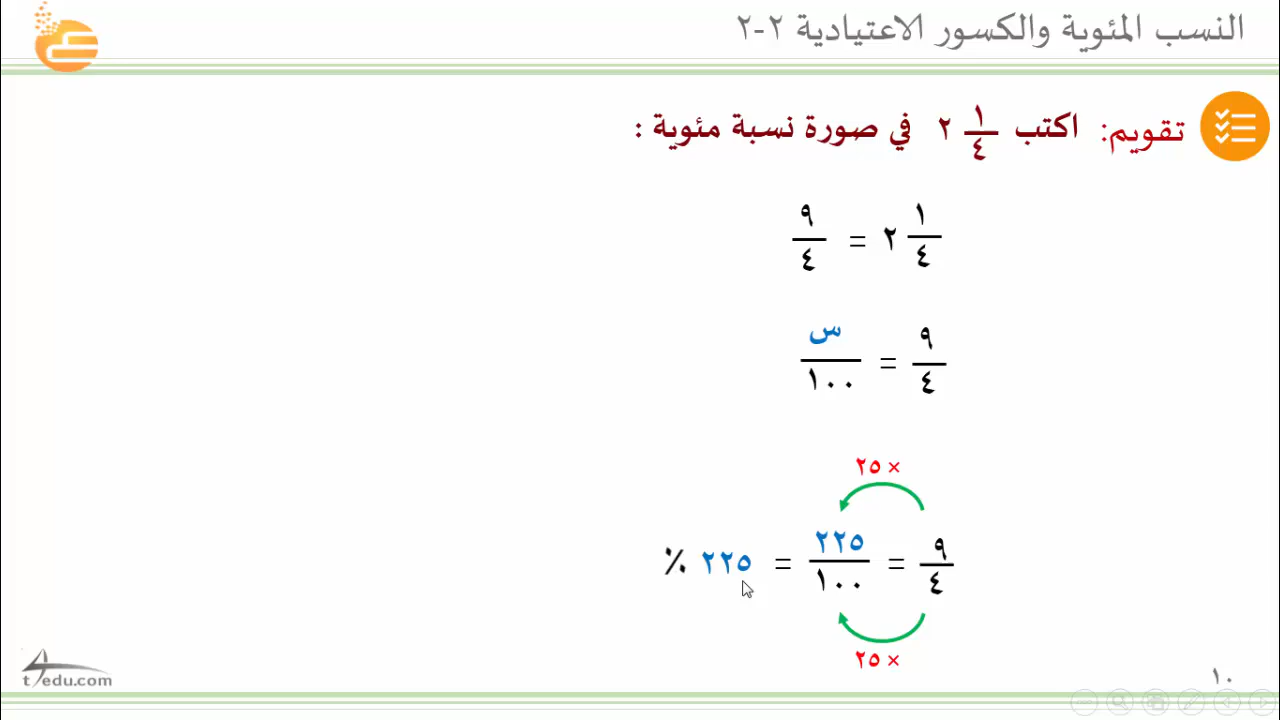 النسب المئوية والكسور الاعتيادية ٢-٢
تقويم: اكتب ١/٤ ٢ في صورة نسبة مئوية :
١/٤ ٢ = ٩/٤
٩/٤ = س/١٠٠
× ٢٥
٩/٤ = ٢٢٥/١٠٠ = ٢٢٥ ٪
× ٢٥
t4edu.com
١٠